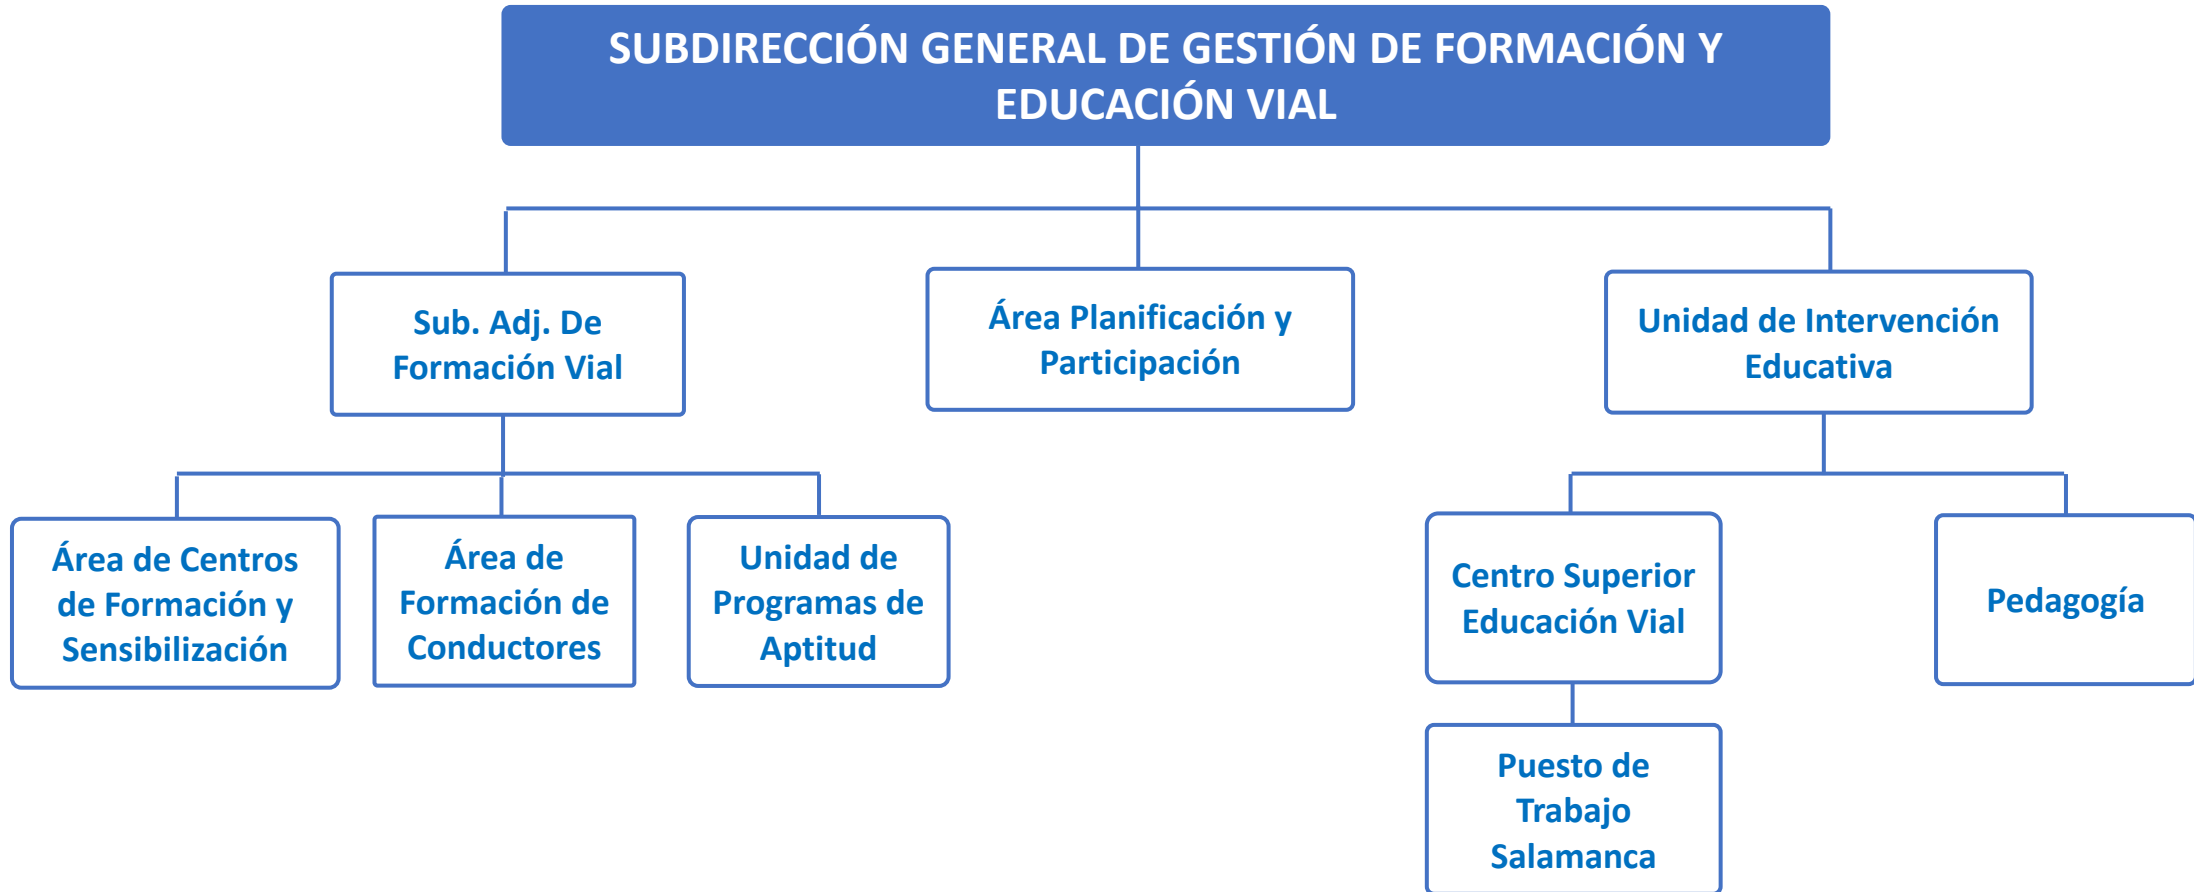 SUBDIRECCIÓN GENERAL DE GESTIÓN DE FORMACIÓN Y
EDUCACIÓN VIAL
Sub. Adj. De
Formación Vial
Área Planificación y
Participación
Unidad de Intervención
Educativa
Área de Centros
de Formación y
Sensibilización
Área de
Formación de
Conductores
Unidad de
Programas de
Aptitud
Centro Superior
Educación Vial
Pedagogía
Puesto de
Trabajo
Salamanca